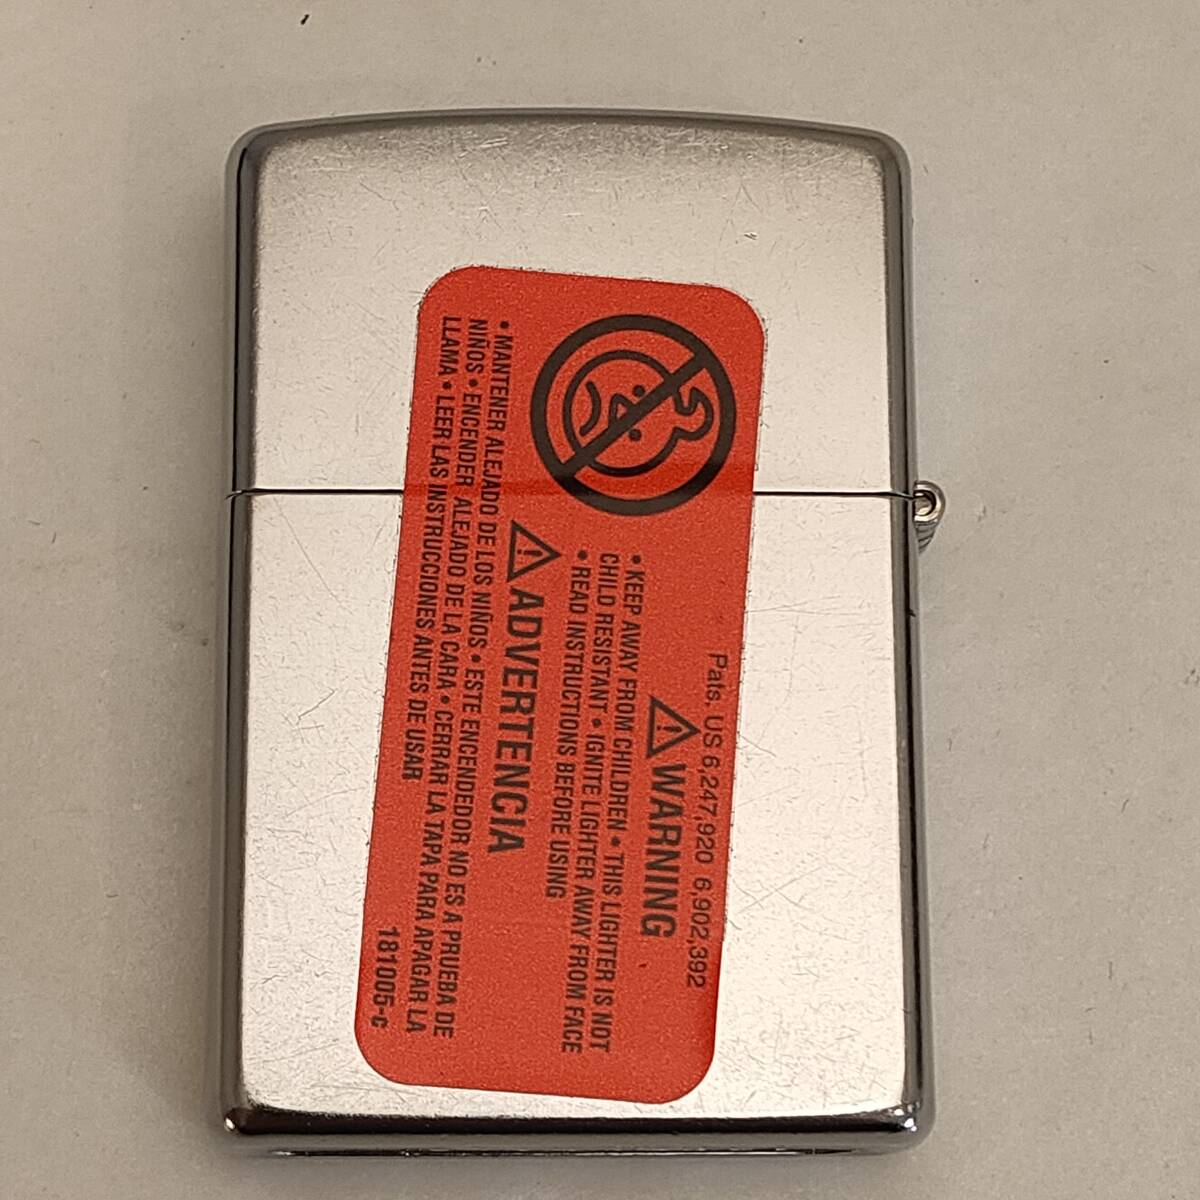 Pats. US 6,247,920 6,902,392
⚠ WARNING
• KEEP AWAY FROM CHILDREN • THIS LIGHTER IS NOT
CHILD RESISTANT • IGNITE LIGHTER AWAY FROM FACE
• READ INSTRUCTIONS BEFORE USING
⚠ ADVERTENCIA
• MANTENER ALEJADO DE LOS NIÑOS • ESTE ENCENDEDOR NO ES A PRUEBA DE
NIÑOS • ENCENDER ALEJADO DE LA CARA • CERRAR LA TAPA PARA APAGAR LA
LLAMA • LEER LAS INSTRUCCIONES ANTES DE USAR
181005-c